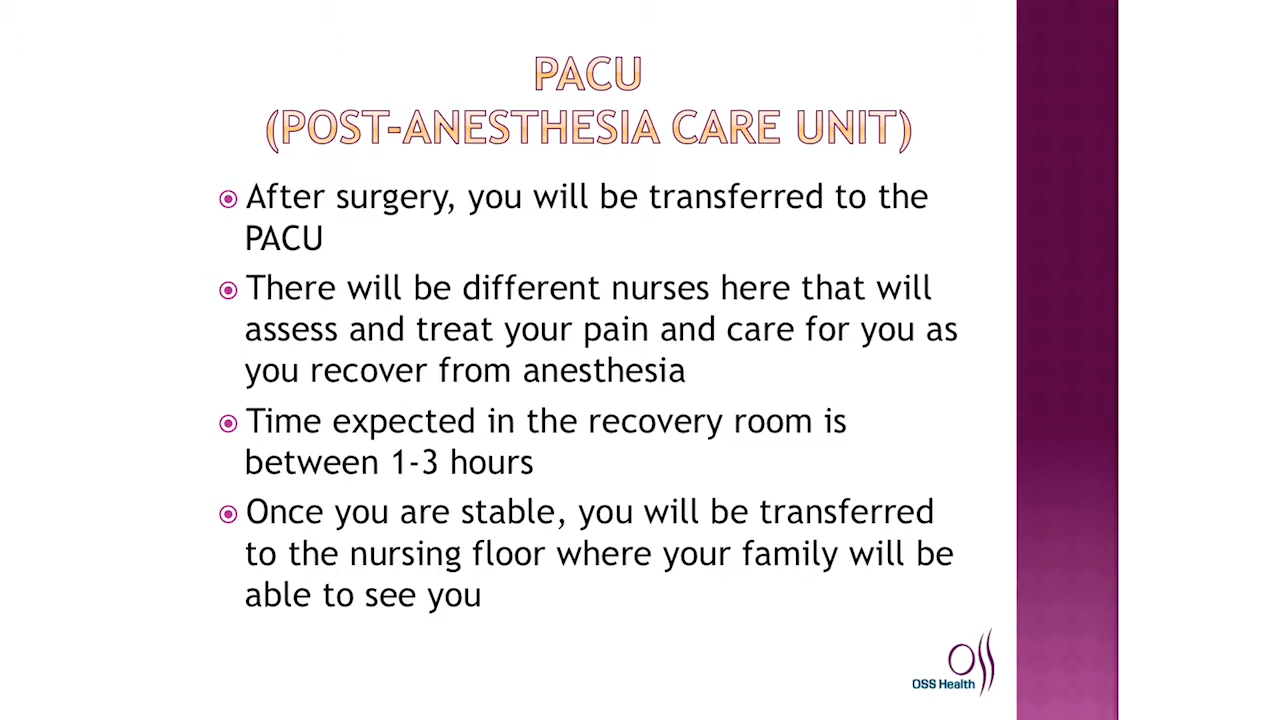 PACU
(POST-ANESTHESIA CARE UNIT)
After surgery, you will be transferred to the
PACU
There will be different nurses here that will
assess and treat your pain and care for you as
you recover from anesthesia
Time expected in the recovery room is
between 1-3 hours
Once you are stable, you will be transferred
to the nursing floor where your family will be
able to see you
OSS Health